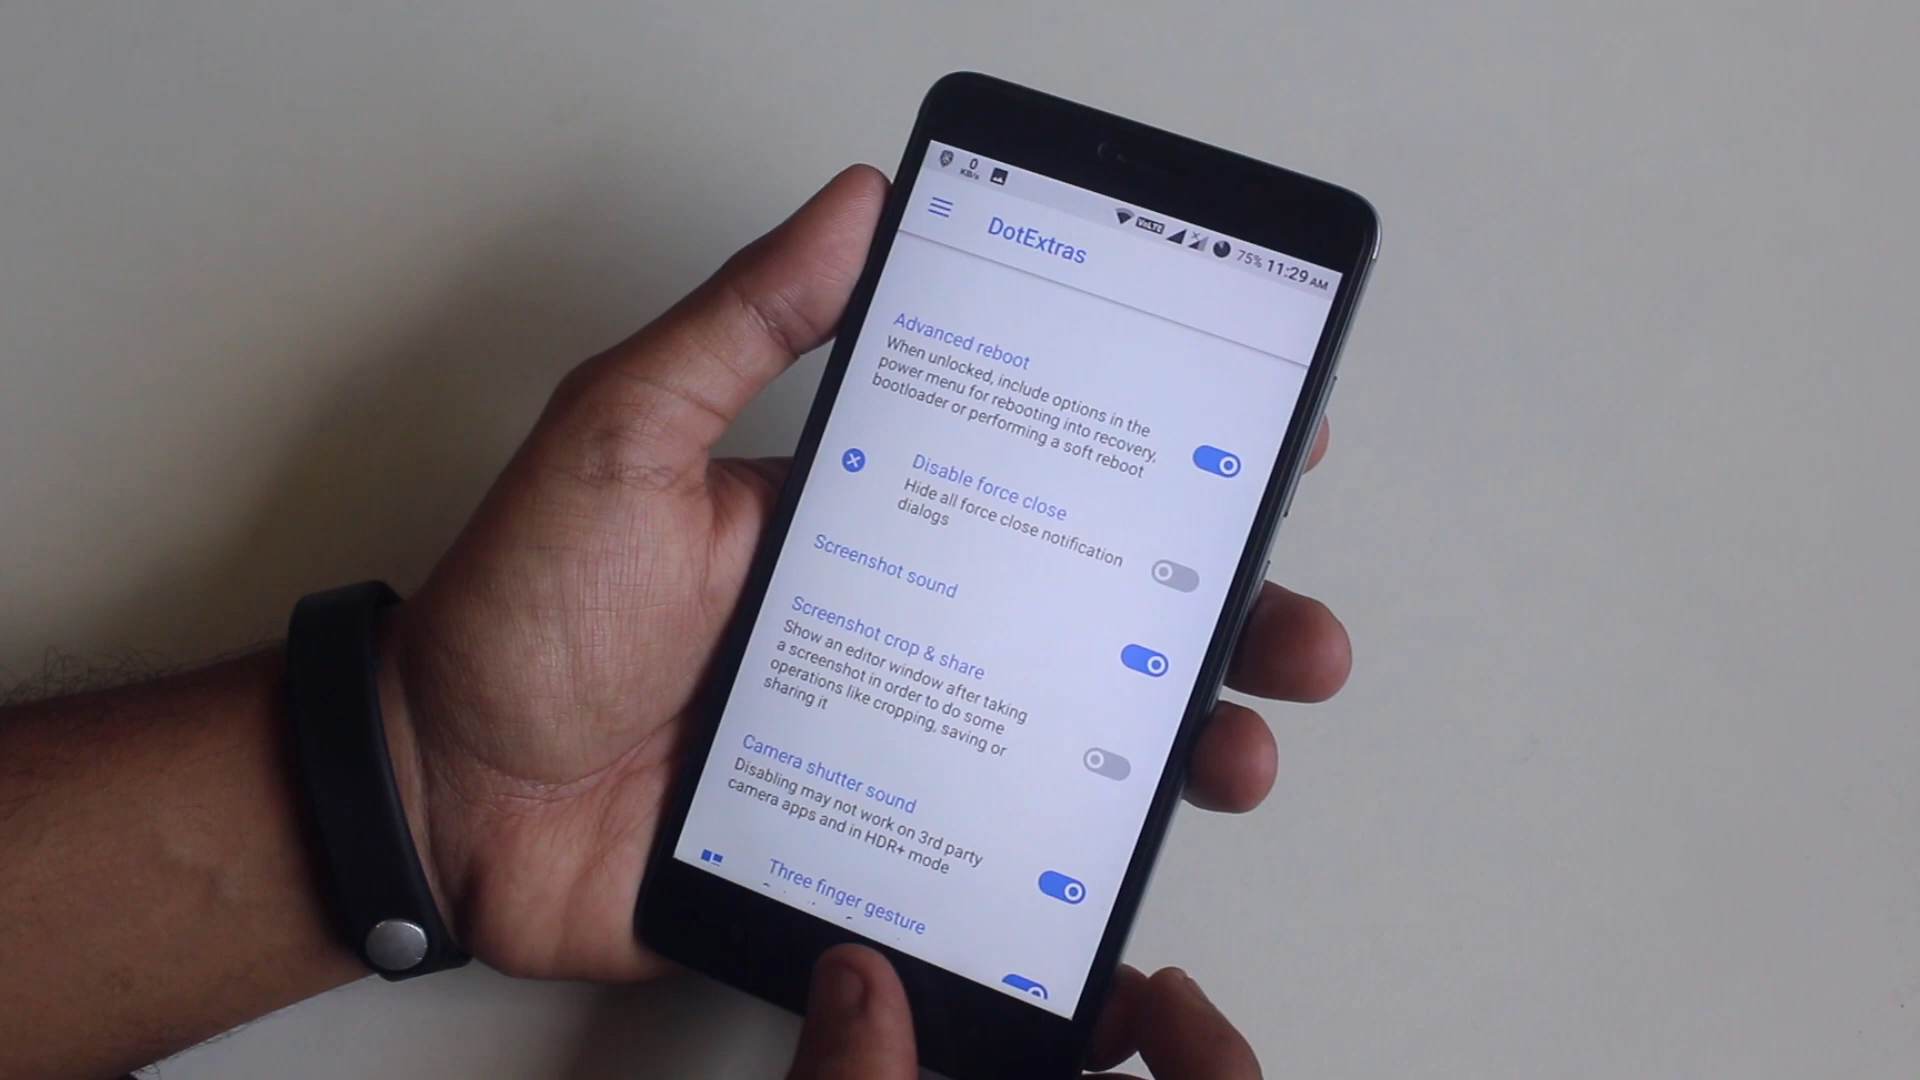 0
KB/s
VoLTE
75% 11:29 AM
DotExtras
Advanced reboot
When unlocked, include options in the
power menu for rebooting into recovery,
bootloader or performing a soft reboot
Disable force close
Hide all force close notification
dialogs
Screenshot sound
Screenshot crop & share
Show an editor window after taking
a screenshot in order to do some
operations like cropping, saving or
sharing it
Camera shutter sound
Disabling may not work on 3rd party
camera apps and in HDR+ mode
Three finger gesture